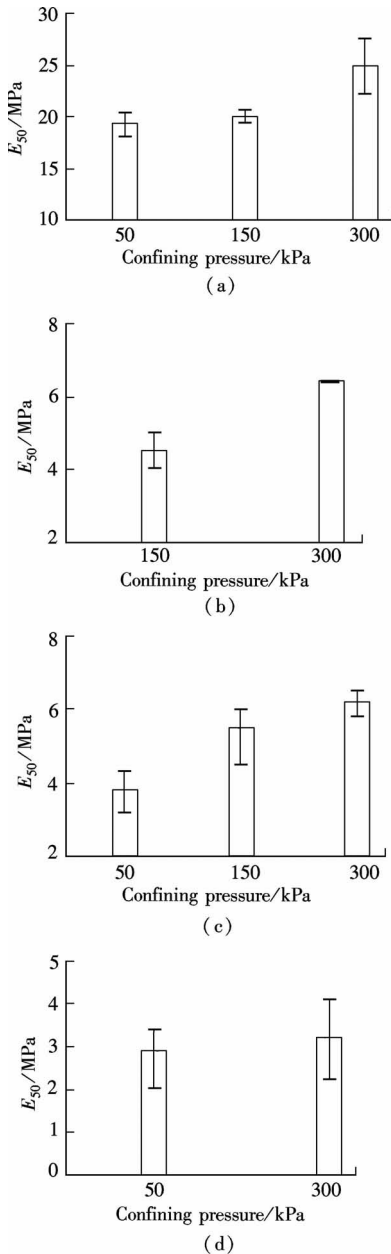 30
25
20
15
10
E50/MPa
50 150 300
Confining pressure/kPa
(a)
8
6
4
2
E50/MPa
150 300
Confining pressure/kPa
(b)
8
6
4
2
E50/MPa
50 150 300
Confining pressure/kPa
(c)
5
4
3
2
1
0
E50/MPa
50 300
Confining pressure/kPa
(d)